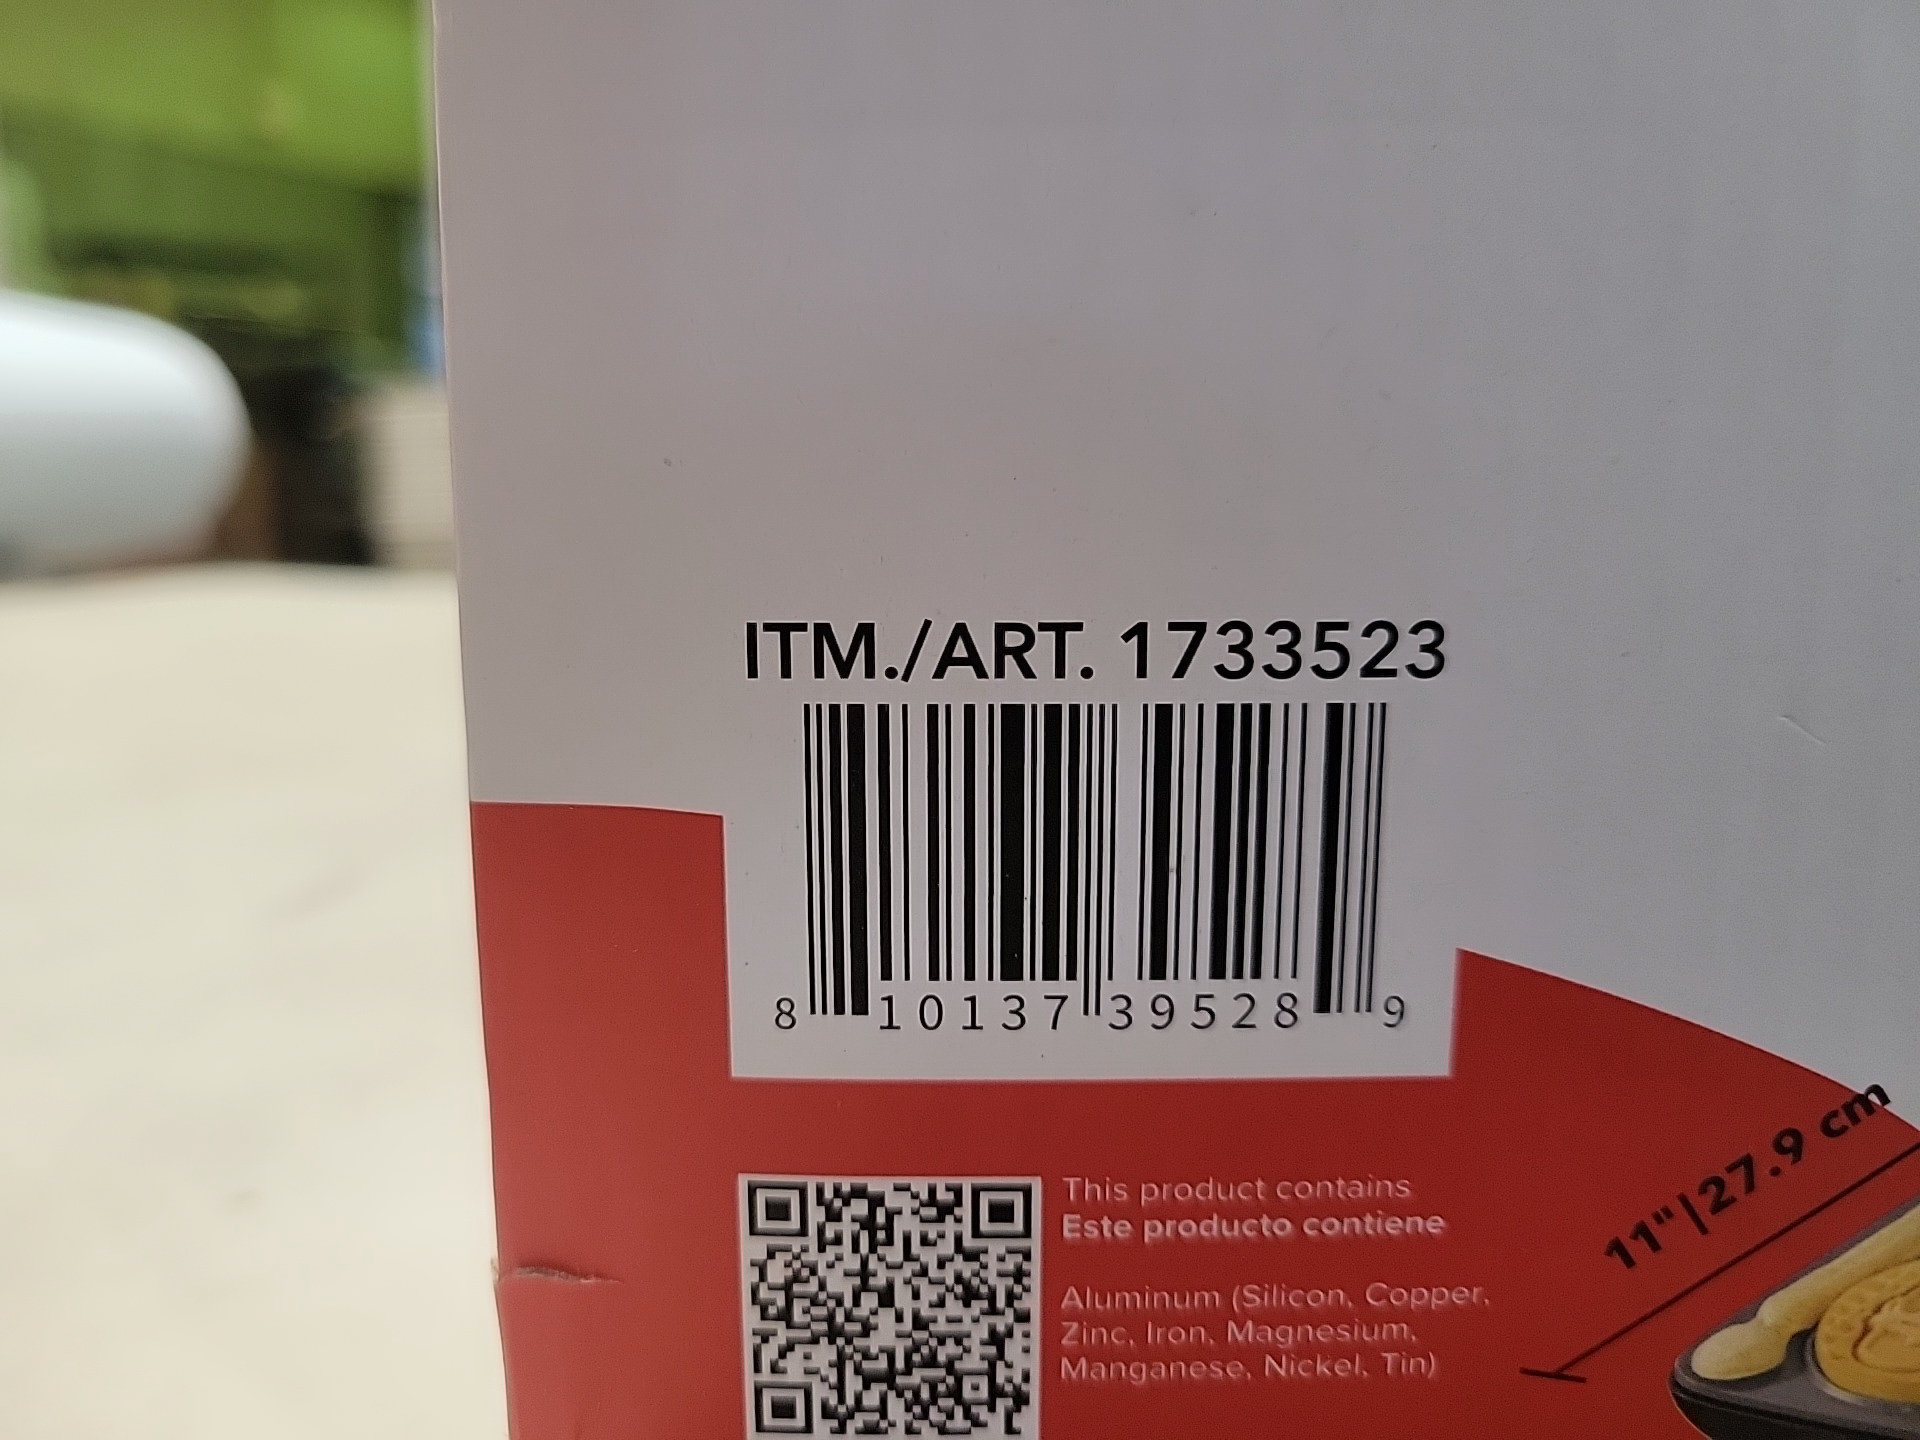 ITM./ART. 1733523
8 10137 39528 9
11"|27.9 cm
This product contains
Este producto contiene
Aluminum (Silicon, Copper,
Zinc, Iron, Magnesium,
Manganese, Nickel, Tin)